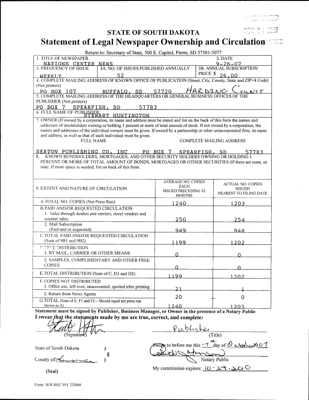 STATE OF SOUTH DAKOTA
Statement of Legal Newspaper Ownership and Circulation
Return to: Secretary of State, 500 E. Capitol, Pierre, SD 57501-5077
1. TITLE OF NEWSPAPER
NATIONS CENTER NEWS
2. DATE
9-26-07
3. FREQUENCY OF ISSUE
WEEKLY
3A. NO. OF ISSUES PUBLISHED ANNUALLY
52
3B. ANNUAL SUBSCRIPTION
PRICE $ 26.00
4. COMPLETE MAILING ADDRESS OF KNOWN OFFICE OF PUBLICATION (Street, City, County, State and ZIP+4 Code)
(Not printers)
PO BOX 107 BUFFALO, SD 57720 HARDING COUNTY
5. COMPLETE MAILING ADDRESS OF THE HEADQUARTERS OR GENERAL BUSINESS OFFICE OF THE
PUBLISHER (Not printers)
PO BOX 7 SPEARFISH, SD 57783
6. FULL NAME OF PUBLISHER
STEWART HUNTINGTON
7. OWNER (If owned by a corporation, its name and address must be stated and list on the back of this form the names and
addresses of stockholders owning or holding 1 percent or more of total amount of stock. If not owned by a corporation, the
names and addresses of the individual owners must be given. If owned by a partnership or other unincorporated firm, its name
and address, as well as that of each individual must be given.
FULL NAME
COMPLETE MAILING ADDRESS
SEATON PUBLISHING CO, INC PO BOX 7 SPEARFISH, SD 57783
8. KNOWN BONDHOLDERS, MORTGAGES, AND OTHER SECURITY HOLDERS OWNING OR HOLDING 1
PERCENT OR MORE OF TOTAL AMOUNT OF BONDS, MORTGAGES OR OTHER SECURITIES (If there are none, so
state. If more space is needed, list on back of this form.
9. EXTENT AND NATURE OF CIRCULATION
AVERAGE NO. COPIES
EACH
ISSUED PRECEDING 12
MONTHS
ACTUAL NO. COPIES
ISSUED
NEAREST TO FILING DATE
A. TOTAL NO. COPIES (Net Press Run)
1240
1203
B. PAID AND/OR REQUESTED CIRCULATION
1. Sales through dealers and carriers, street vendors and
counter sales.
250
254
2. Mail Subscription
(Paid and or requested)
949
948
C. TOTAL PAID AND/OR REQUESTED CIRCULATION
(Sum of 9B1 and 9B2)
1199
1202
DISTRIBUTION
1. BY MAIL, CARRIER OR OTHER MEANS
0
0
2. SAMPLES, COMPLIMENTARY AND OTHER FREE
COPIES
0
0
E. TOTAL DISTRIBUTION (Sum of C, D1 and D2)
1199
1202
F. COPIES NOT DISTRIBUTED
1. Office use, left over, unaccounted, spoiled after printing
21
1
2. Return from News Agents
20
0
G. TOTAL (Sum of E, F1 and F2 - Should equal net press run
shown in A)
1240
1203
Statement must be signed by Publisher, Business Manager, or Owner in the presence of a Notary Public
I swear that the statements made by me are true, correct, and complete:
Publisher
(Signature)
(Title)
State of South Dakota )
to before me this day of
County of ) §
Notary Public
(Seal)
My commission expires:
Form: SOS REC 051 7/2004